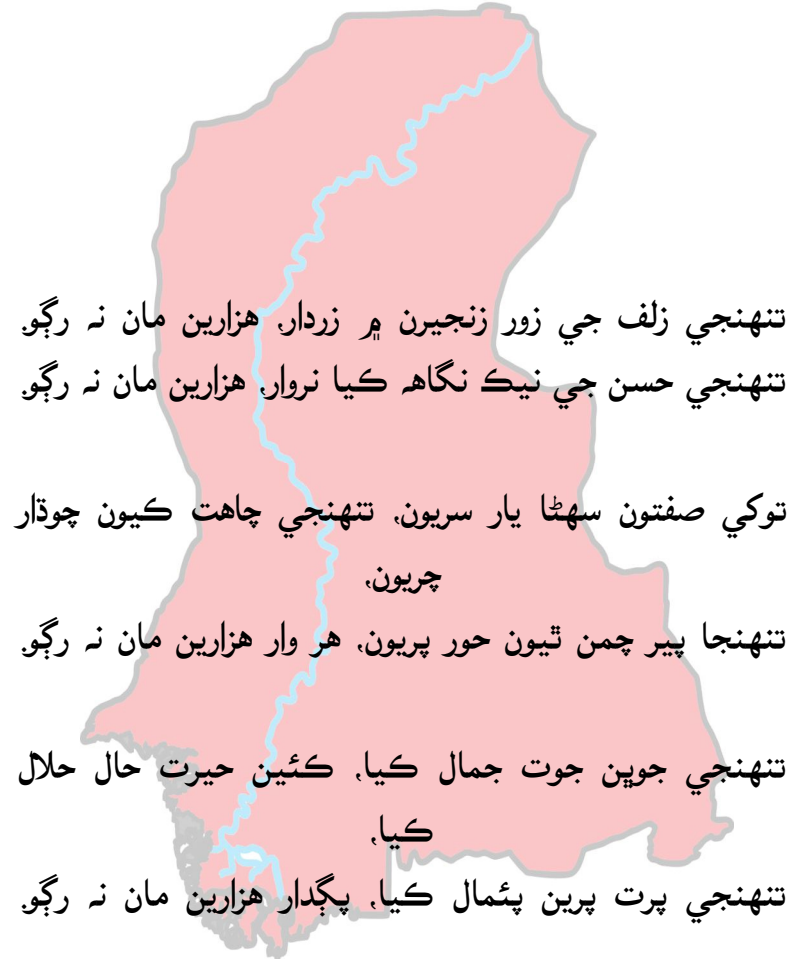 تنهنجي زلف جي زور زنجيرن ۾ زردار، هزارين مان نہ رڳو.
تنهنجي حسن جي نيڪ نگاهہ ڪيا نروار، هزارين مان نہ رڳو.
توکي صفتون سهڻا يار سريون، تنهنجي چاهت ڪيون چوڌار
چريون،
تنهنجا پير چمن ٿيون حور پريون، هر وار هزارين مان نہ رڳو.
تنهنجي جوڀن جوت جمال ڪيا، ڪئين حيرت حال حلال
ڪيا،
تنهنجي پرت پرين پئمال ڪيا، پڳدار هزارين مان نہ رڳو.